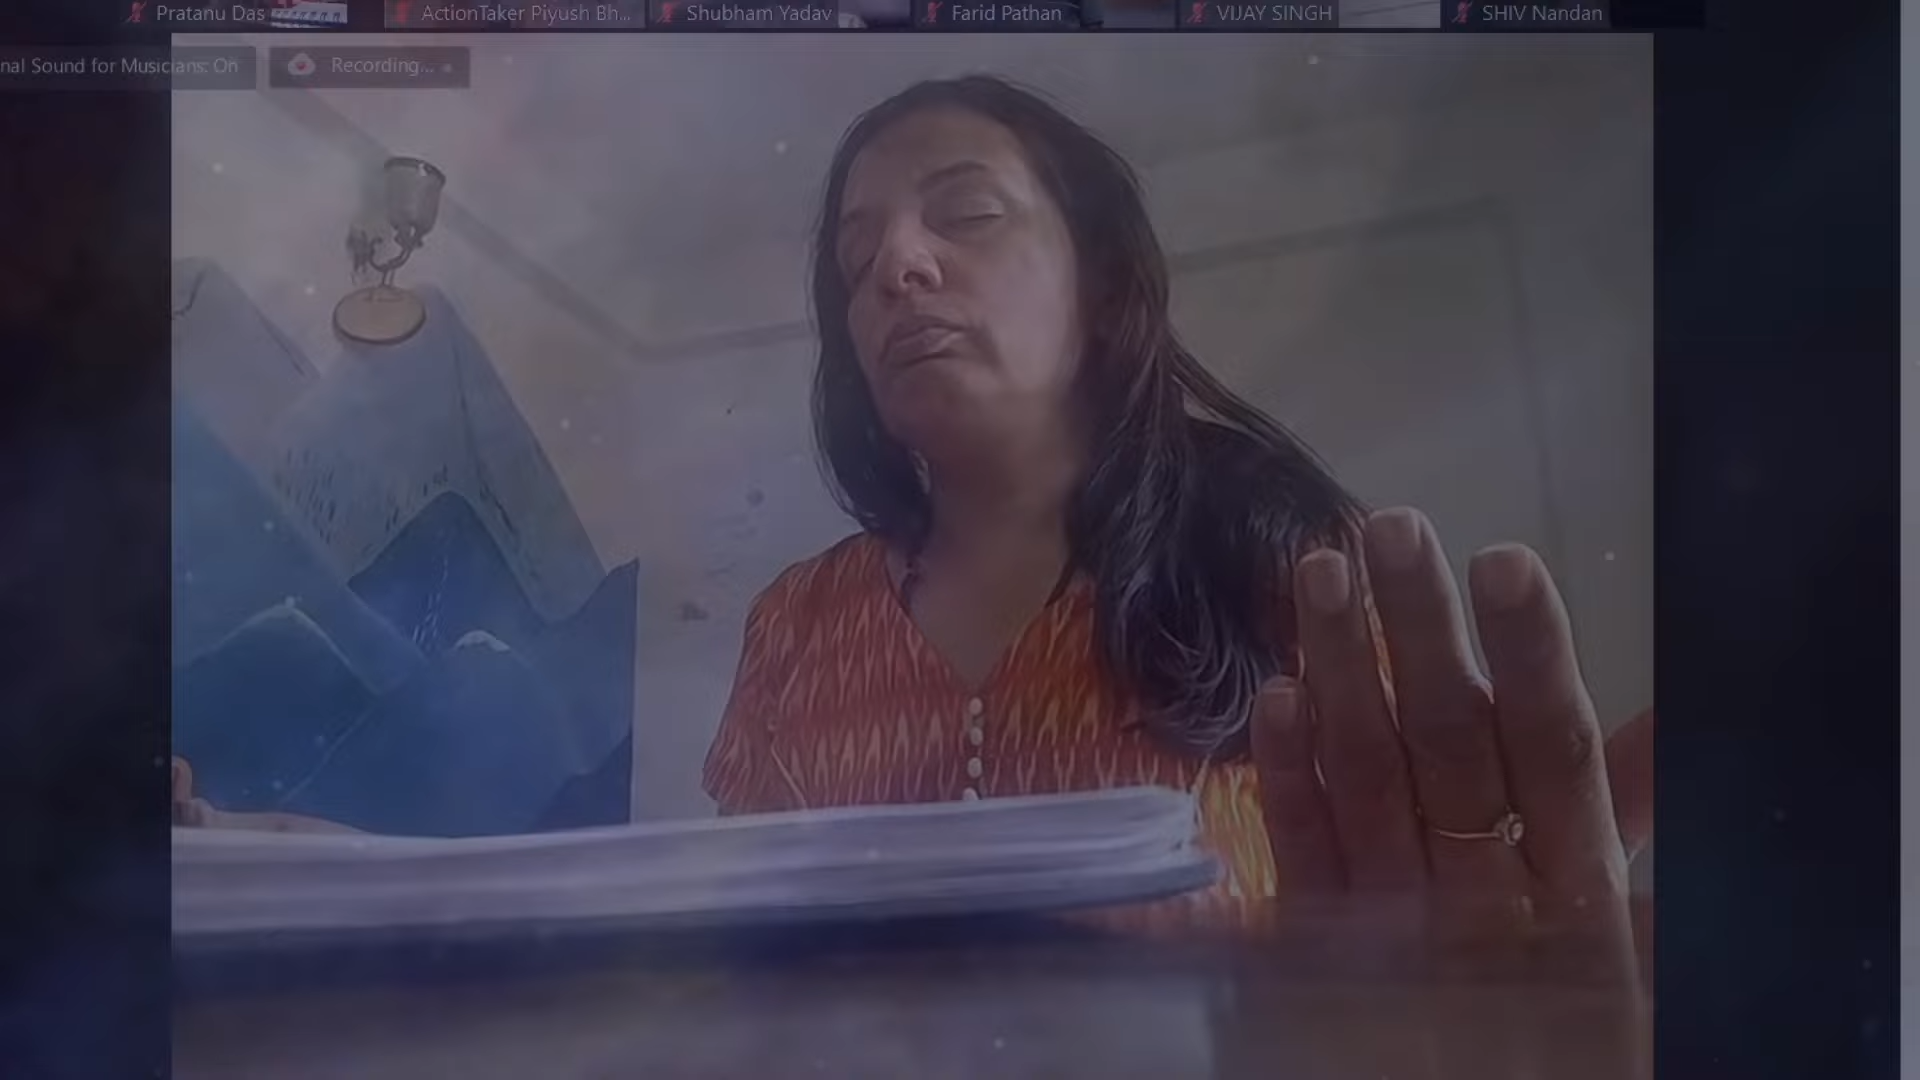 Pratanu Das
ActionTaker Piyush Bh...
Shubham Yadav
Farid Pathan
VIJAY SINGH
SHIV Nandan
nal Sound for Musicians: On
Recording...